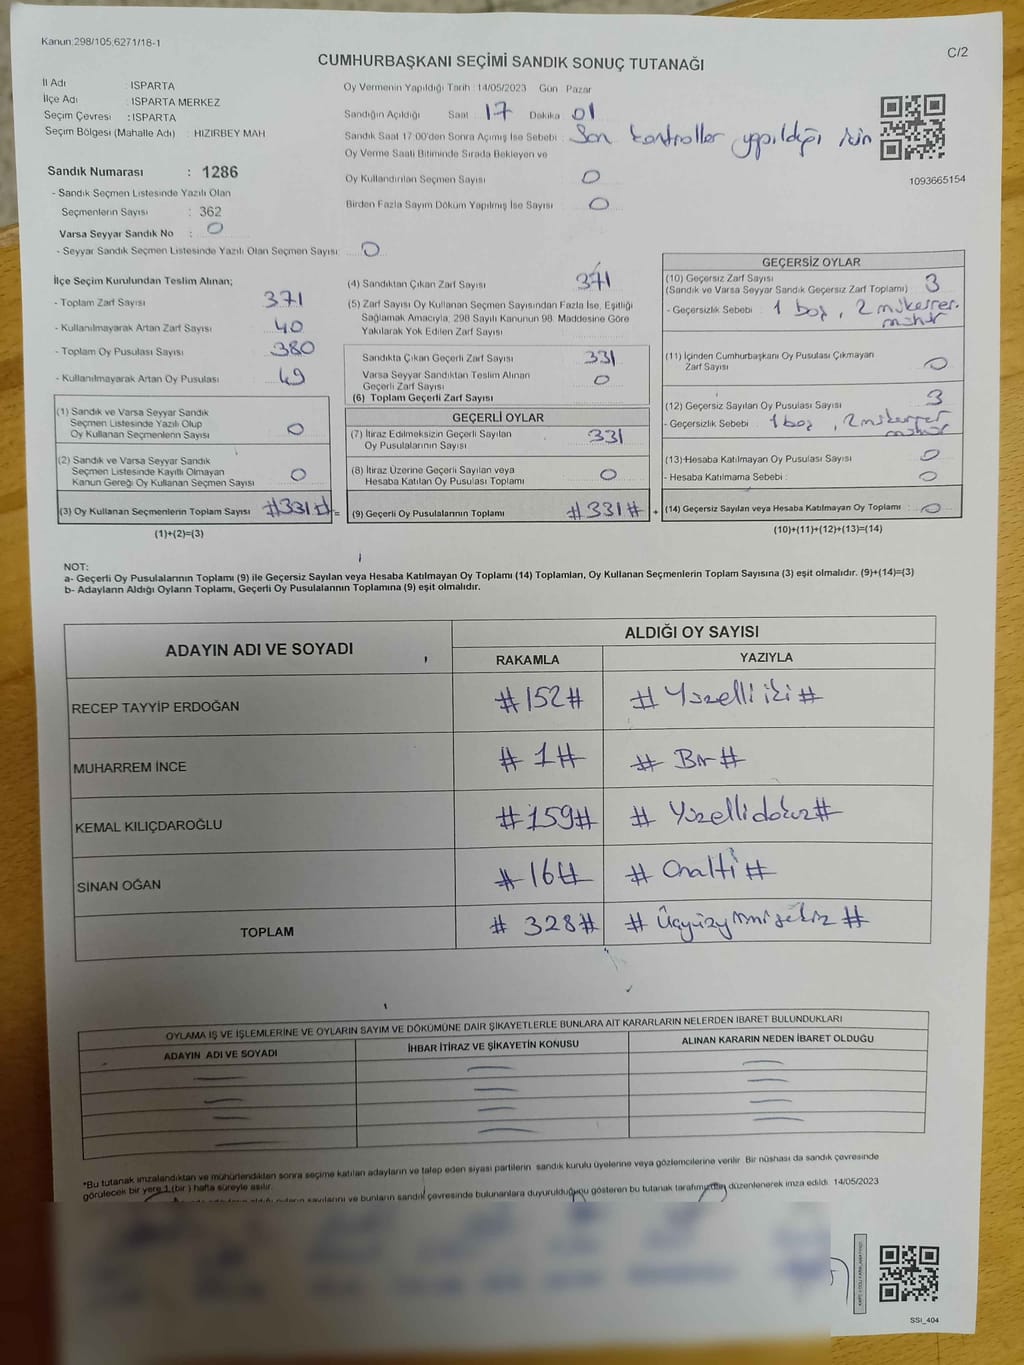 Kanun.298/105,6271/18-1
C/2
CUMHURBAŞKANI SEÇİMİ SANDIK SONUÇ TUTANAĞI
İl Adı : ISPARTA
İlçe Adı : ISPARTA MERKEZ
Seçim Çevresi : ISPARTA
Seçim Bölgesi (Mahalle Adı) : HIZIRBEY MAH
Sandık Numarası : 1286
- Sandık Seçmen Listesinde Yazılı Olan
Seçmenlerin Sayısı : 362
Varsa Seyyar Sandık No : 0
- Seyyar Sandık Seçmen Listesinde Yazılı Olan Seçmen Sayısı : 0
Oy Vermenin Yapıldığı Tarih : 14/05/2023 Gün Pazar
Sandığın Açıldığı Saat 17 Dakika 01
Sandık Saat 17:00'den Sonra Açımış İse Sebebi : Son kontroller yapıldığı için
Oy Verme Saati Bitiminde Sırada Bekleyen ve
Oy Kullandırılan Seçmen Sayısı 0
Birden Fazla Sayım Döküm Yapılmış İse Sayısı 0
1093665154
İlçe Seçim Kurulundan Teslim Alınan;
- Toplam Zarf Sayısı 371
- Kullanılmayarak Artan Zarf Sayısı 40
- Toplam Oy Pusulası Sayısı 380
- Kullanılmayarak Artan Oy Pusulası 49
(1) Sandık ve Varsa Seyyar Sandık
Seçmen Listesinde Yazılı Olup
Oy Kullanan Seçmenlerin Sayısı 0
(2) Sandık ve Varsa Seyyar Sandık
Seçmen Listesinde Kayıtlı Olmayan
Kanun Gereği Oy Kullanan Seçmen Sayısı 0
(3) Oy Kullanan Seçmenlerin Toplam Sayısı #331# =
(1)+(2)=(3)
(4) Sandıktan Çıkan Zarf Sayısı 371
(5) Zarf Sayısı Oy Kullanan Seçmen Sayısından Fazla İse, Eşitliği
Sağlamak Amacıyla, 298 Sayılı Kanunun 98. Maddesine Göre
Yakılarak Yok Edilen Zarf Sayısı
Sandıkta Çıkan Geçerli Zarf Sayısı 331
Varsa Seyyar Sandıktan Teslim Alınan
Geçerli Zarf Sayısı 0
(6) Toplam Geçerli Zarf Sayısı
GEÇERLİ OYLAR
(7) İtiraz Edilmeksizin Geçerli Sayılan
Oy Pusulalarının Sayısı 331
(8) İtiraz Üzerine Geçerli Sayılan veya
Hesaba Katılan Oy Pusulası Toplamı 0
(9) Geçerli Oy Pusulalarının Toplamı #331# +
GEÇERSİZ OYLAR
(10) Geçersiz Zarf Sayısı
(Sandık ve Varsa Seyyar Sandık Geçersiz Zarf Toplamı) 3
- Geçersizlik Sebebi : 1 boş, 2 mükerrer.
mühür
(11) İçinden Cumhurbaşkanı Oy Pusulası Çıkmayan
Zarf Sayısı 0
(12) Geçersiz Sayılan Oy Pusulası Sayısı 3
- Geçersizlik Sebebi : 1 boş, 2 mükerrer
mühür
(13) Hesaba Katılmayan Oy Pusulası Sayısı 0
- Hesaba Katılmama Sebebi : 0
(14) Geçersiz Sayılan veya Hesaba Katılmayan Oy Toplamı : 0
(10)+(11)+(12)+(13)=(14)
NOT:
a- Geçerli Oy Pusulalarının Toplamı (9) ile Geçersiz Sayılan veya Hesaba Katılmayan Oy Toplamı (14) Toplamları, Oy Kullanan Seçmenlerin Toplam Sayısına (3) eşit olmalıdır. (9)+(14)=(3)
b- Adayların Aldığı Oyların Toplamı, Geçerli Oy Pusulalarının Toplamına (9) eşit olmalıdır.
ADAYIN ADI VE SOYADI
ALDIĞI OY SAYISI
RAKAMLA YAZIYLA
RECEP TAYYİP ERDOĞAN #152# # Yüzelli iki #
MUHARREM İNCE # 1# # Bir #
KEMAL KILIÇDAROĞLU #159# # Yüzellidokuz#
SİNAN OĞAN #16# # Onaltı #
TOPLAM # 328# # Üçyüzyirmisekiz #
OYLAMA İŞ VE İŞLEMLERİNE VE OYLARIN SAYIM VE DÖKÜMÜNE DAİR ŞİKAYETLERLE BUNLARA AİT KARARLARIN NELERDEN İBARET BULUNDUKLARI
ADAYIN ADI VE SOYADI İHBAR İTİRAZ VE ŞİKAYETİN KONUSU ALINAN KARARIN NEDEN İBARET OLDUĞU
*Bu tutanak imzalandıktan ve mühürlendikten sonra seçime katılan adayların ve talep eden siyasi partilerin sandık kurulu üyelerine veya gözlemcilerine verilir. Bir nüshası da sandık çevresinde
görülecek bir yere 1 (bir ) hafta süreyle asılır.
sayılarını ve bunların sandık çevresinde bulunanlara duyurulduğunu gösteren bu tutanak tarafımızdan düzenlenerek imza edildi. 14/05/2023
SSI_404